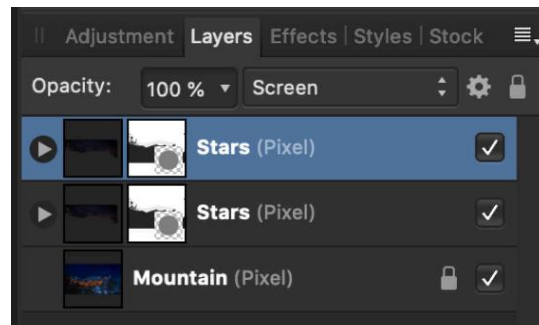 Adjustment Layers Effects | Styles | Stock
Opacity: 100 % Screen
Stars (Pixel)
Stars (Pixel)
Mountain (Pixel)